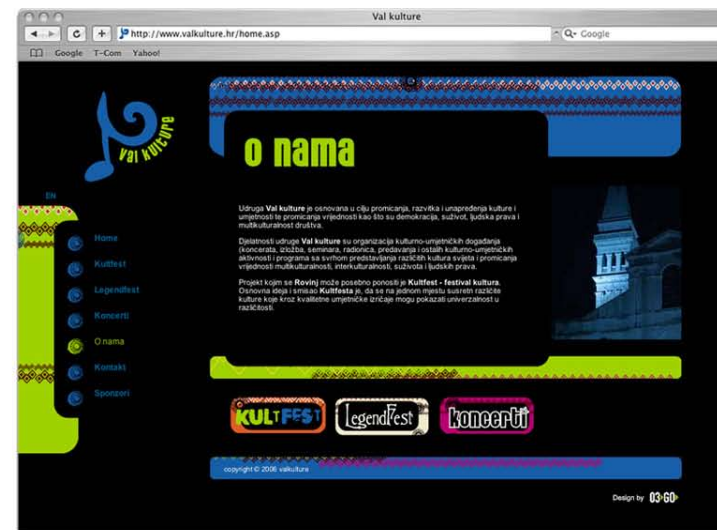 Val kulture
http://www.valkulture.hr/home.asp
Google
Google T-Com Yahoo!
val kulture
o nama
EN
Home
Kultfest
Legendfest
Koncerti
O nama
Kontakt
Sponzori
Udruga Val kulture je osnovana u cilju promicanja, razvitka i unapređenja kulture i
umjetnosti te promicanja vrijednosti kao što su demokracija, suživot, ljudska prava i
multikulturalnost društva.
Djelatnosti udruge Val kulture su organizacija kulturno-umjetničkih događanja
(koncerata, izložba, seminara, radionica, predavanja i ostalih kulturno-umjetničkih
aktivnosti i programa sa svrhom predstavljanja različitih kultura svijeta i promicanja
vrijednosti multikulturalnosti, interkulturalnosti, suživota i ljudskih prava.
Projekt kojim se Rovinj može posebno ponositi je Kultfest - festival kultura.
Osnovna ideja i smisao Kultfesta je, da se na jednom mjestu susretn različite
kulture koje kroz kvalitetne umjetničke izričaje mogu pokazati univerzalnost u
različitosti.
KULTFEST
LegendFest
koncerti
copyright © 2006 valkulture
Design by 03·GO·